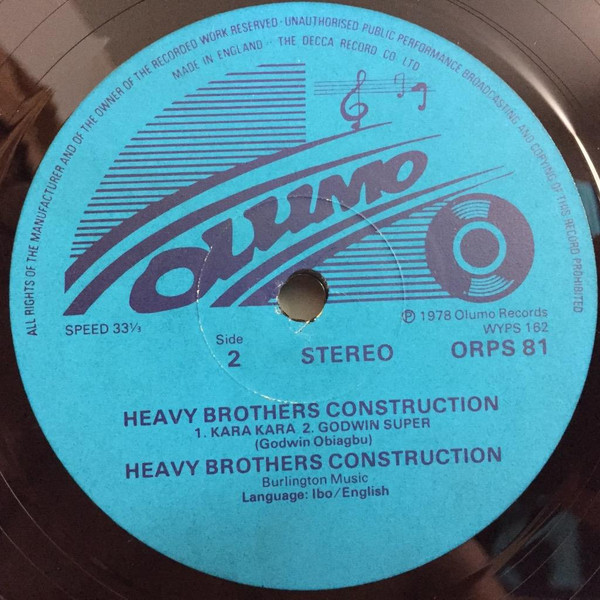 ALL RIGHTS OF THE MANUFACTURER AND OF THE OWNER OF THE RECORDED WORK RESERVED - UNAUTHORISED PUBLIC PERFORMANCE BROADCASTING AND COPYING OF THIS RECORD PROHIBITED
MADE IN ENGLAND - THE DECCA RECORD CO LTD
OLUMO
SPEED 33⅓
℗ 1978 Olumo Records
WYPS 162
Side
2
STEREO
ORPS 81
HEAVY BROTHERS CONSTRUCTION
1. KARA KARA 2. GODWIN SUPER
(Godwin Obiagbu)
HEAVY BROTHERS CONSTRUCTION
Burlington Music
Language: Ibo/English